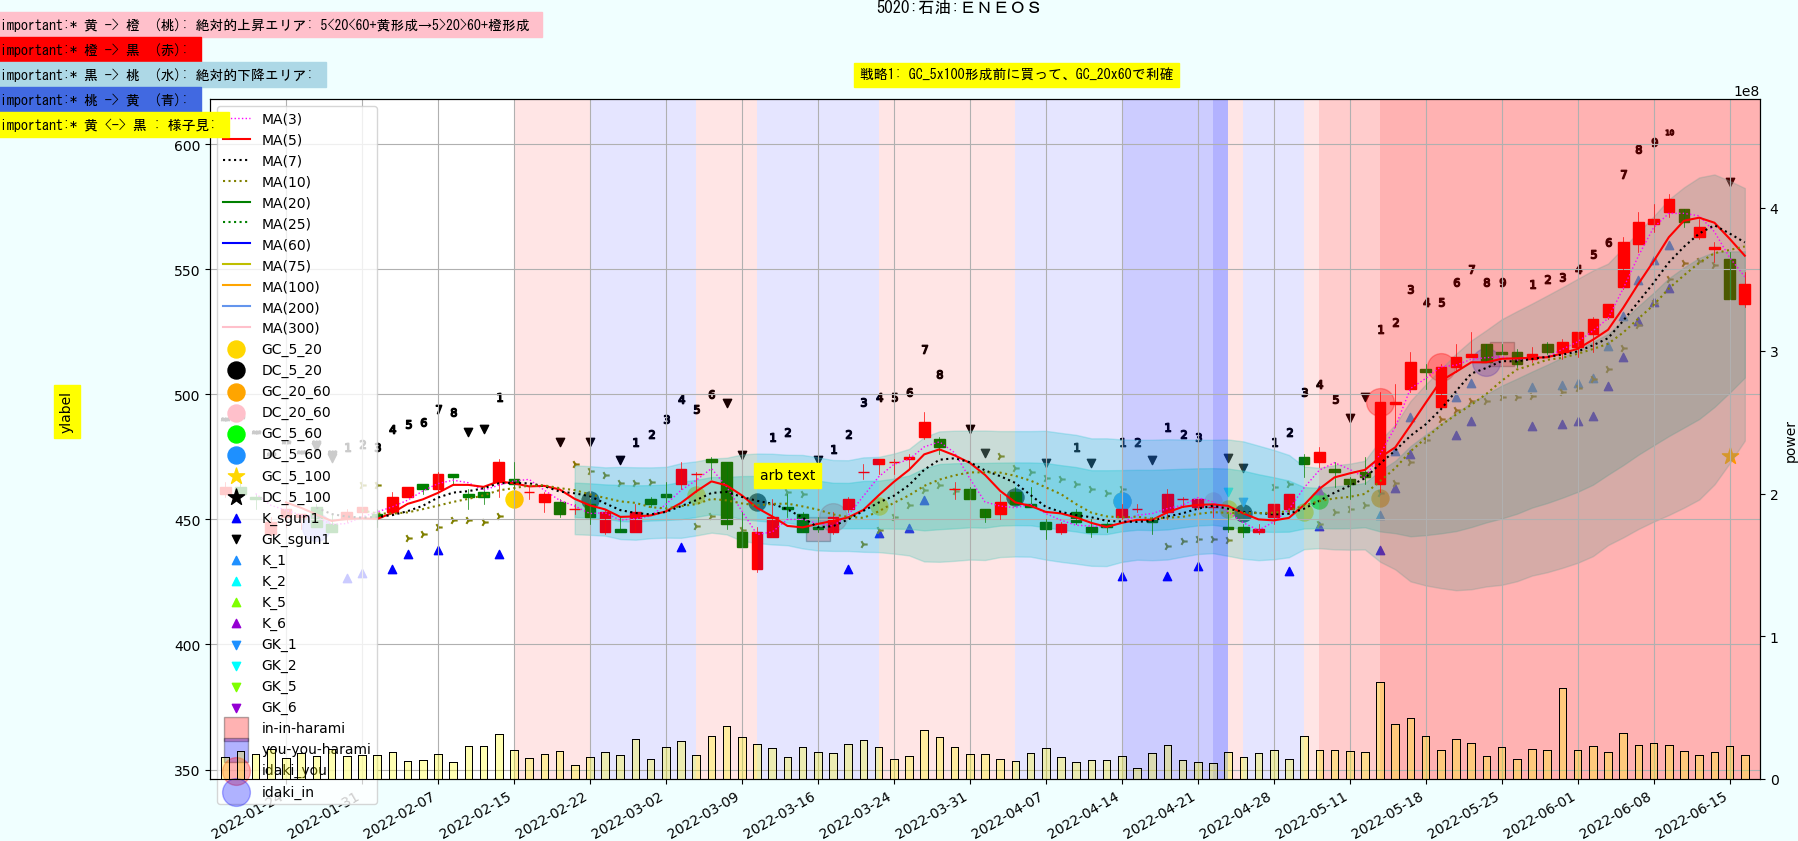 5020:石油:ＥＮＥＯＳ
important:* 黄 -> 橙 (桃): 絶対的上昇エリア: 5<20<60+黄形成→5>20>60+橙形成
important:* 橙 -> 黒 (赤):
important:* 黒 -> 桃 (水): 絶対的下降エリア:
戦略1: GC_5x100形成前に買って、GC_20x60で利確
important:* 桃 -> 黄 (青):
important:* 黄 <-> 黒 : 様子見:
1e8
MA(3)
MA(5)
MA(7)
MA(10)
MA(20)
MA(25)
MA(60)
MA(75)
MA(100)
MA(200)
MA(300)
GC_5_20
DC_5_20
GC_20_60
DC_20_60
GC_5_60
DC_5_60
GC_5_100
DC_5_100
K_sgun1
GK_sgun1
K_1
K_2
K_5
K_6
GK_1
GK_2
GK_5
GK_6
in-in-harami
you-you-harami
idaki_you
idaki_in
arb text
ylabel
600
550
500
450
400
350
power
4
3
2
1
0
2022-01-24
2022-01-31
2022-02-07
2022-02-15
2022-02-22
2022-03-02
2022-03-09
2022-03-16
2022-03-24
2022-03-31
2022-04-07
2022-04-14
2022-04-21
2022-04-28
2022-05-11
2022-05-18
2022-05-25
2022-06-01
2022-06-08
2022-06-15